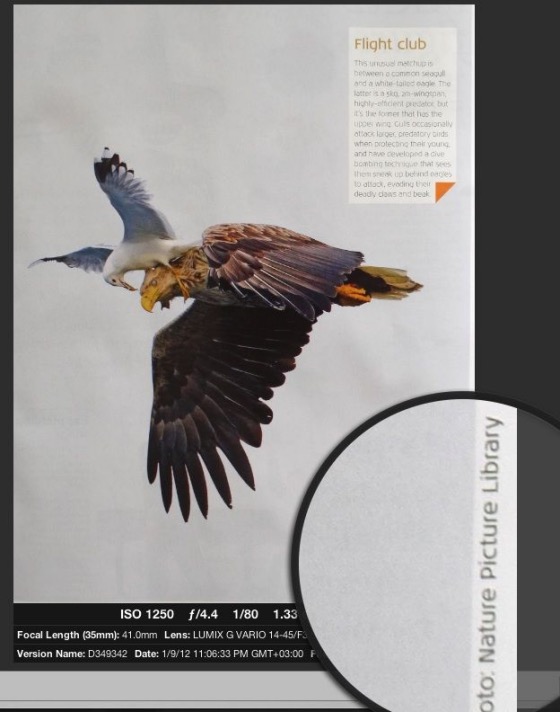 Flight club
This unusual matchup is
between a common seagull
and a white-tailed eagle. The
latter is a 5kg, 2m-wingspan,
highly-efficient predator, but
it's the former that has the
upper wing. Gulls occasionally
attack larger, predatory birds
when protecting their young,
and have developed a dive
bombing technique that sees
them sneak up behind eagles
to attack, evading their
deadly claws and beak.
oto: Nature Picture Library
ISO 1250 ƒ/4.4 1/80 1.33
Focal Length (35mm): 41.0mm Lens: LUMIX G VARIO 14-45/F3
Version Name: D349342 Date: 1/9/12 11:06:33 PM GMT+03:00 F